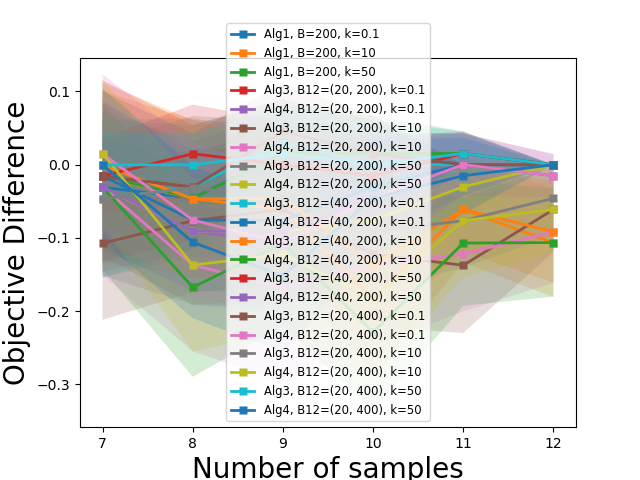 Alg1, B=200, k=0.1
Alg1, B=200, k=10
Alg1, B=200, k=50
Alg3, B12=(20, 200), k=0.1
Alg4, B12=(20, 200), k=0.1
Alg3, B12=(20, 200), k=10
Alg4, B12=(20, 200), k=10
Alg3, B12=(20, 200), k=50
Alg4, B12=(20, 200), k=50
Alg3, B12=(40, 200), k=0.1
Alg4, B12=(40, 200), k=0.1
Alg3, B12=(40, 200), k=10
Alg4, B12=(40, 200), k=10
Alg3, B12=(40, 200), k=50
Alg4, B12=(40, 200), k=50
Alg3, B12=(20, 400), k=0.1
Alg4, B12=(20, 400), k=0.1
Alg3, B12=(20, 400), k=10
Alg4, B12=(20, 400), k=10
Alg3, B12=(20, 400), k=50
Alg4, B12=(20, 400), k=50
Objective Difference
0.1
0.0
−0.1
−0.2
−0.3
7 8 9 10 11 12
Number of samples